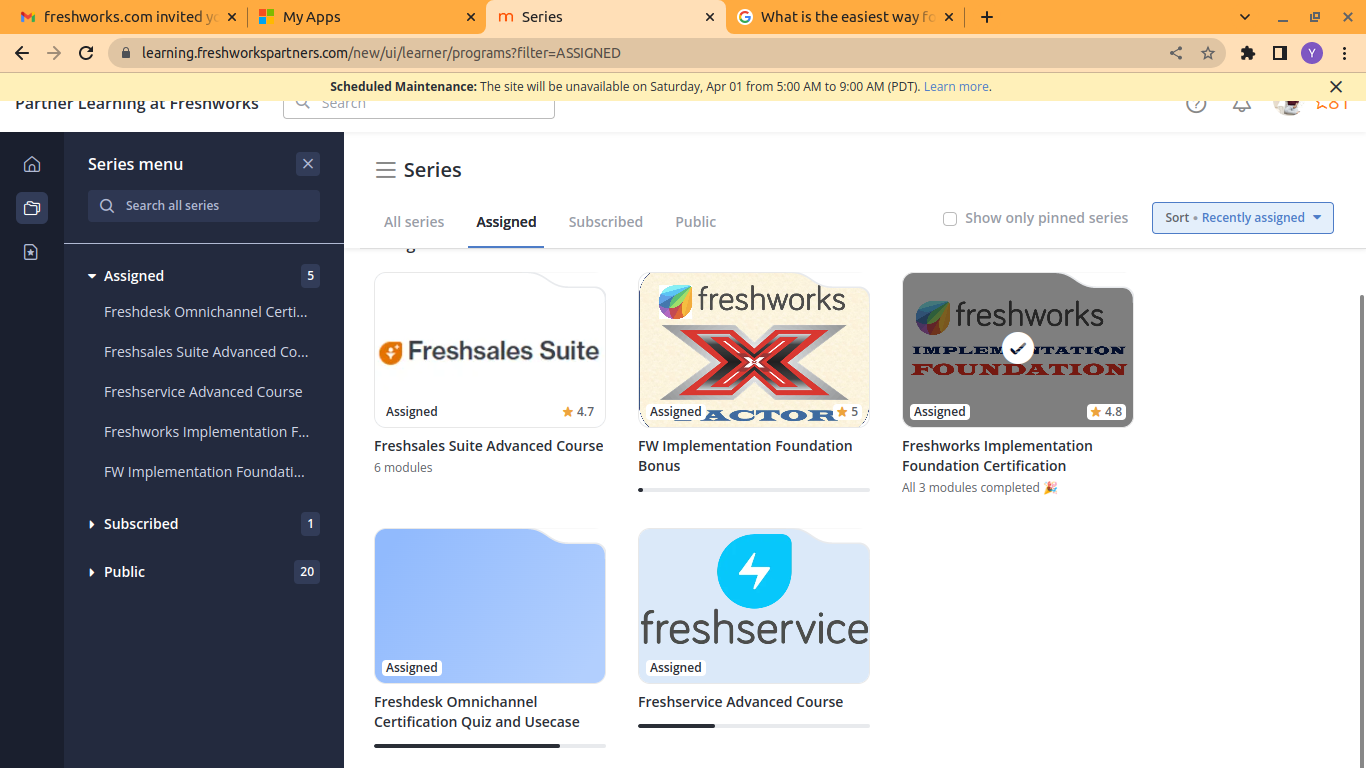 freshworks.com invited yo
My Apps
Series
What is the easiest way fo
learning.freshworkspartners.com/new/ui/learner/programs?filter=ASSIGNED
Y
Scheduled Maintenance: The site will be unavailable on Saturday, Apr 01 from 5:00 AM to 9:00 AM (PDT). Learn more.
Partner Learning at Freshworks
Search
81
Series menu
Search all series
Assigned 5
Freshdesk Omnichannel Certi...
Freshsales Suite Advanced Co...
Freshservice Advanced Course
Freshworks Implementation F...
FW Implementation Foundati...
Subscribed 1
Public 20
Series
All series
Assigned
Subscribed
Public
Show only pinned series
Sort • Recently assigned
Freshsales Suite
Assigned
4.7
Freshsales Suite Advanced Course
6 modules
freshworks
X
ACTOR
Assigned
5
FW Implementation Foundation
Bonus
freshworks
IMPLEMENTATION
FOUNDATION
Assigned
4.8
Freshworks Implementation
Foundation Certification
All 3 modules completed 🎉
Assigned
Freshdesk Omnichannel
Certification Quiz and Usecase
freshservice
Assigned
Freshservice Advanced Course